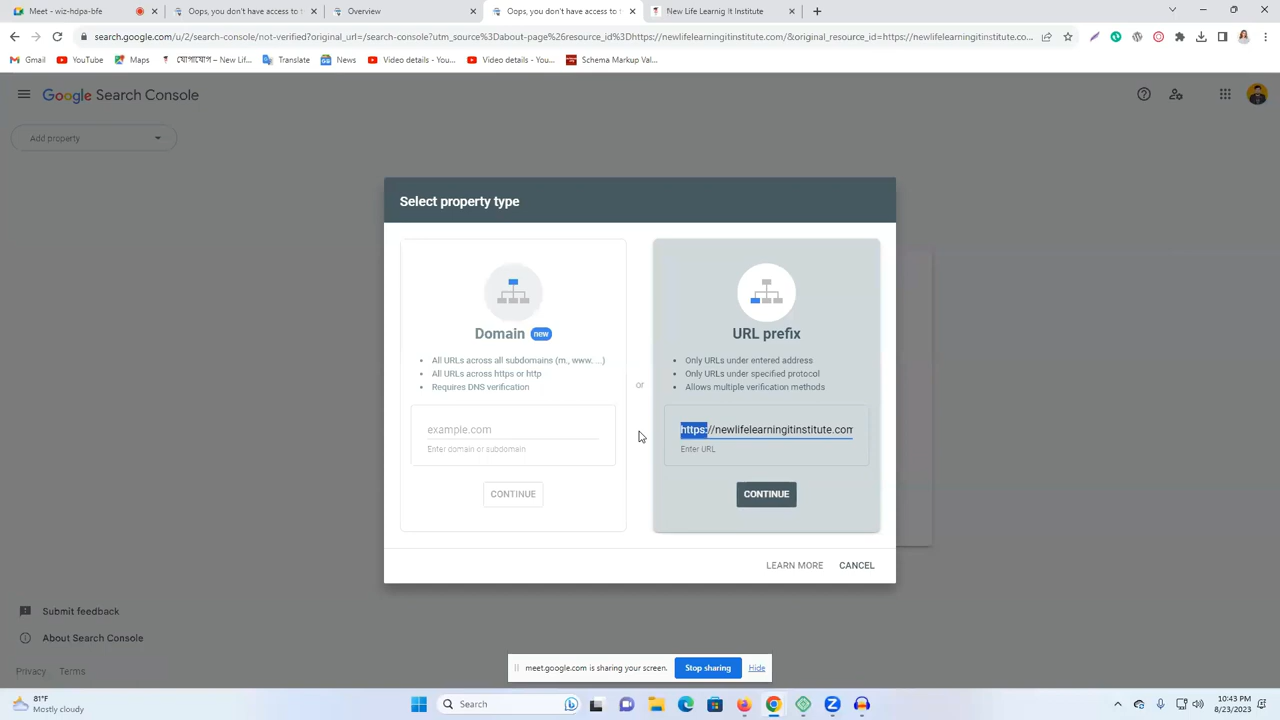 Meet - wiz-hdpa-bfe
Oops, you don't have access to t
Overview
Oops, you don't have access to t
New Life Learnig It Institute
search.google.com/u/2/search-console/not-verified?original_url=/search-console?utm_source%3Dabout-page%26resource_id%3Dhttps://newlifelearningitinstitute.com/&original_resource_id=https://newlifelearningitinstitute.co...
Gmail
YouTube
Maps
যোগাযোগ – New Live...
Translate
News
Video details - You...
Video details - You...
Schema Markup Val...
Google Search Console
Add property
Select property type
Domain new
All URLs across all subdomains (m., www. ...)
All URLs across https or http
Requires DNS verification
example.com
Enter domain or subdomain
CONTINUE
or
URL prefix
Only URLs under entered address
Only URLs under specified protocol
Allows multiple verification methods
https://newlifelearningitinstitute.com
Enter URL
CONTINUE
LEARN MORE
CANCEL
Submit feedback
About Search Console
Privacy
Terms
meet.google.com is sharing your screen.
Stop sharing
Hide
81°F
Mostly cloudy
Search
10:43 PM
8/23/2023